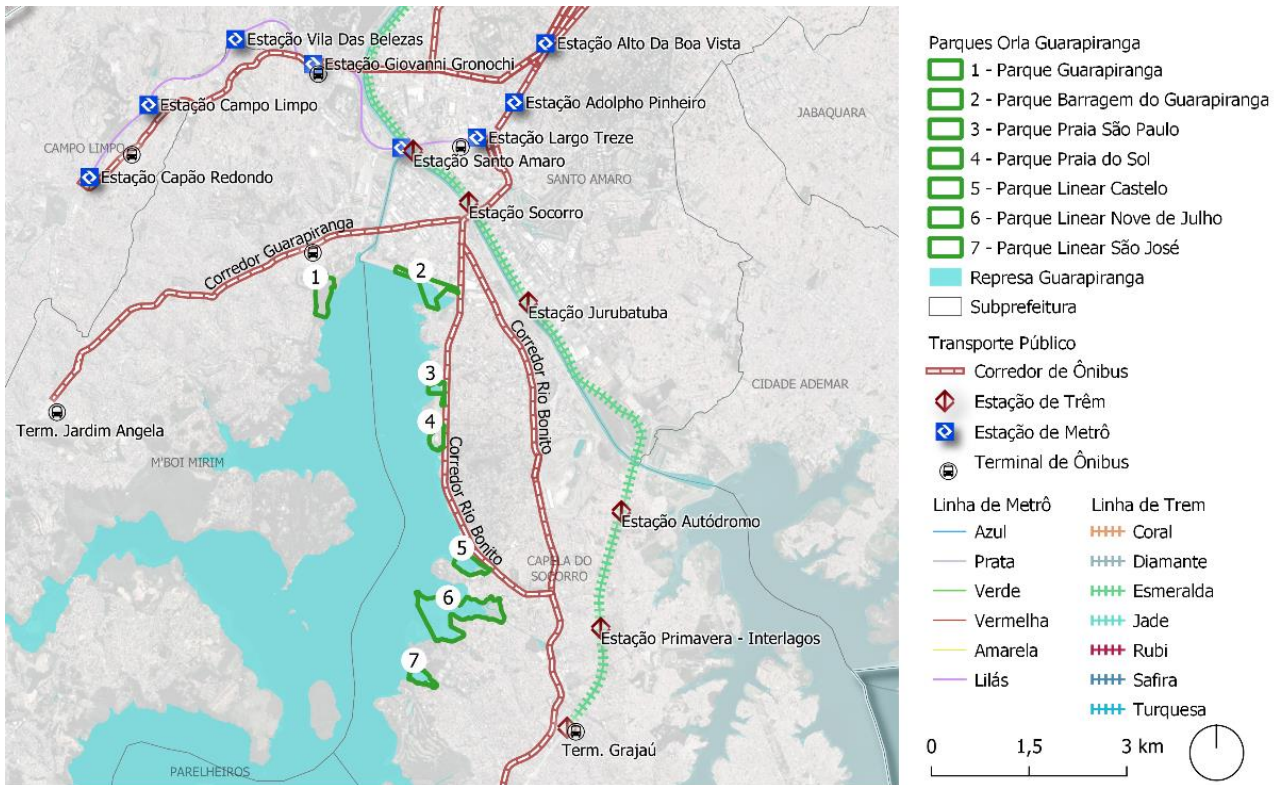 Estação Vila Das Belezas
Estação Giovanni Gronochi
Estação Alto Da Boa Vista
Estação Campo Limpo
Estação Adolpho Pinheiro
JABAQUARA
CAMPO LIMPO
Estação Largo Treze
Estação Santo Amaro
Estação Capão Redondo
SANTO AMARO
Estação Socorro
Corredor Guarapiranga
1
2
Estação Jurubatuba
Corredor Rio Bonito
3
CIDADE ADEMAR
4
Term. Jardim Angela
M'BOI MIRIM
Corredor Rio Bonito
Estação Autódromo
5
CAPELA DO
SOCORRO
6
Estação Primavera - Interlagos
7
Term. Grajaú
PARELHEIROS
Parques Orla Guarapiranga
1 - Parque Guarapiranga
2 - Parque Barragem do Guarapiranga
3 - Parque Praia São Paulo
4 - Parque Praia do Sol
5 - Parque Linear Castelo
6 - Parque Linear Nove de Julho
7 - Parque Linear São José
Represa Guarapiranga
Subprefeitura
Transporte Público
Corredor de Ônibus
Estação de Trêm
Estação de Metrô
Terminal de Ônibus
Linha de Metrô
Azul
Prata
Verde
Vermelha
Amarela
Lilás
Linha de Trem
Coral
Diamante
Esmeralda
Jade
Rubi
Safira
Turquesa
0 1,5 3 km